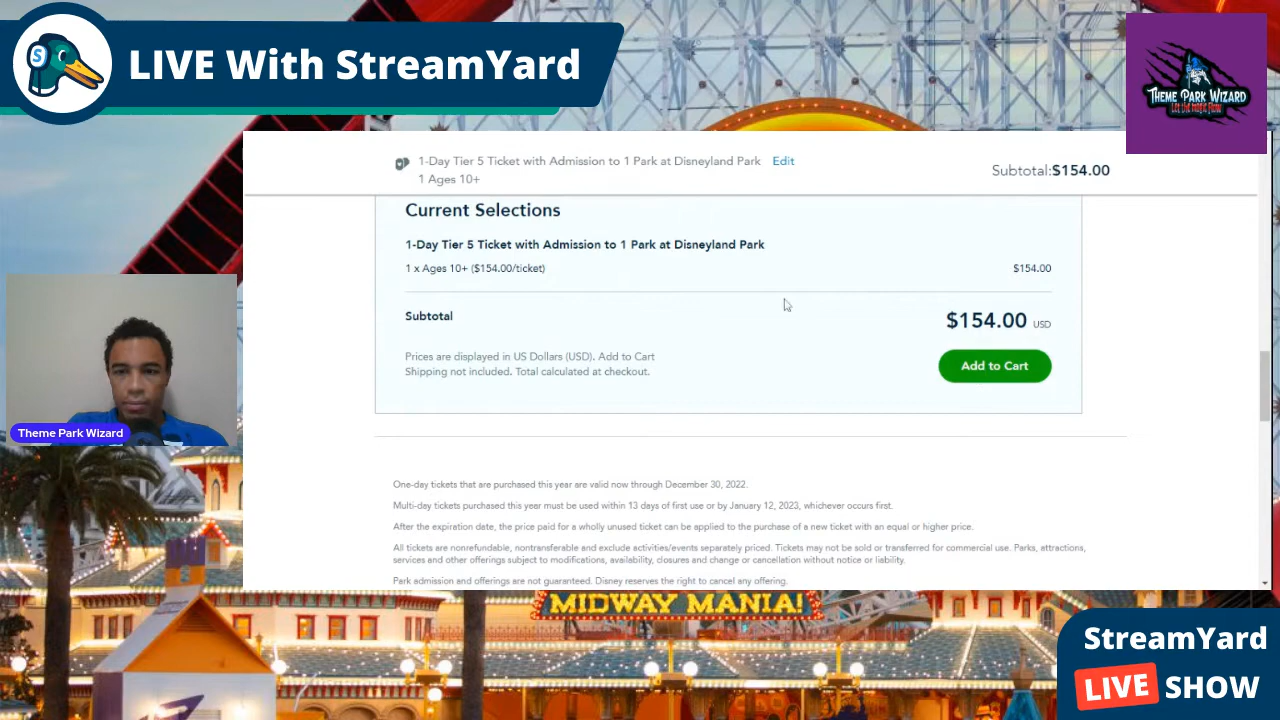 S
LIVE With StreamYard
THEME PARK WIZARD
Let the Magic Flow
1-Day Tier 5 Ticket with Admission to 1 Park at Disneyland Park Edit
1 Ages 10+
Subtotal:$154.00
Current Selections
1-Day Tier 5 Ticket with Admission to 1 Park at Disneyland Park
1 x Ages 10+ ($154.00/ticket) $154.00
Subtotal $154.00 USD
Prices are displayed in US Dollars (USD). Add to Cart
Shipping not included. Total calculated at checkout.
Add to Cart
Theme Park Wizard
One-day tickets that are purchased this year are valid now through December 30, 2022.
Multi-day tickets purchased this year must be used within 13 days of first use or by January 12, 2023, whichever occurs first.
After the expiration date, the price paid for a wholly unused ticket can be applied to the purchase of a new ticket with an equal or higher price.
All tickets are nonrefundable, nontransferable and exclude activities/events separately priced. Tickets may not be sold or transferred for commercial use. Parks, attractions,
services and other offerings subject to modifications, availability, closures and change or cancellation without notice or liability.
Park admission and offerings are not guaranteed. Disney reserves the right to cancel any offering.
MIDWAY MANIA!
StreamYard
LIVE SHOW